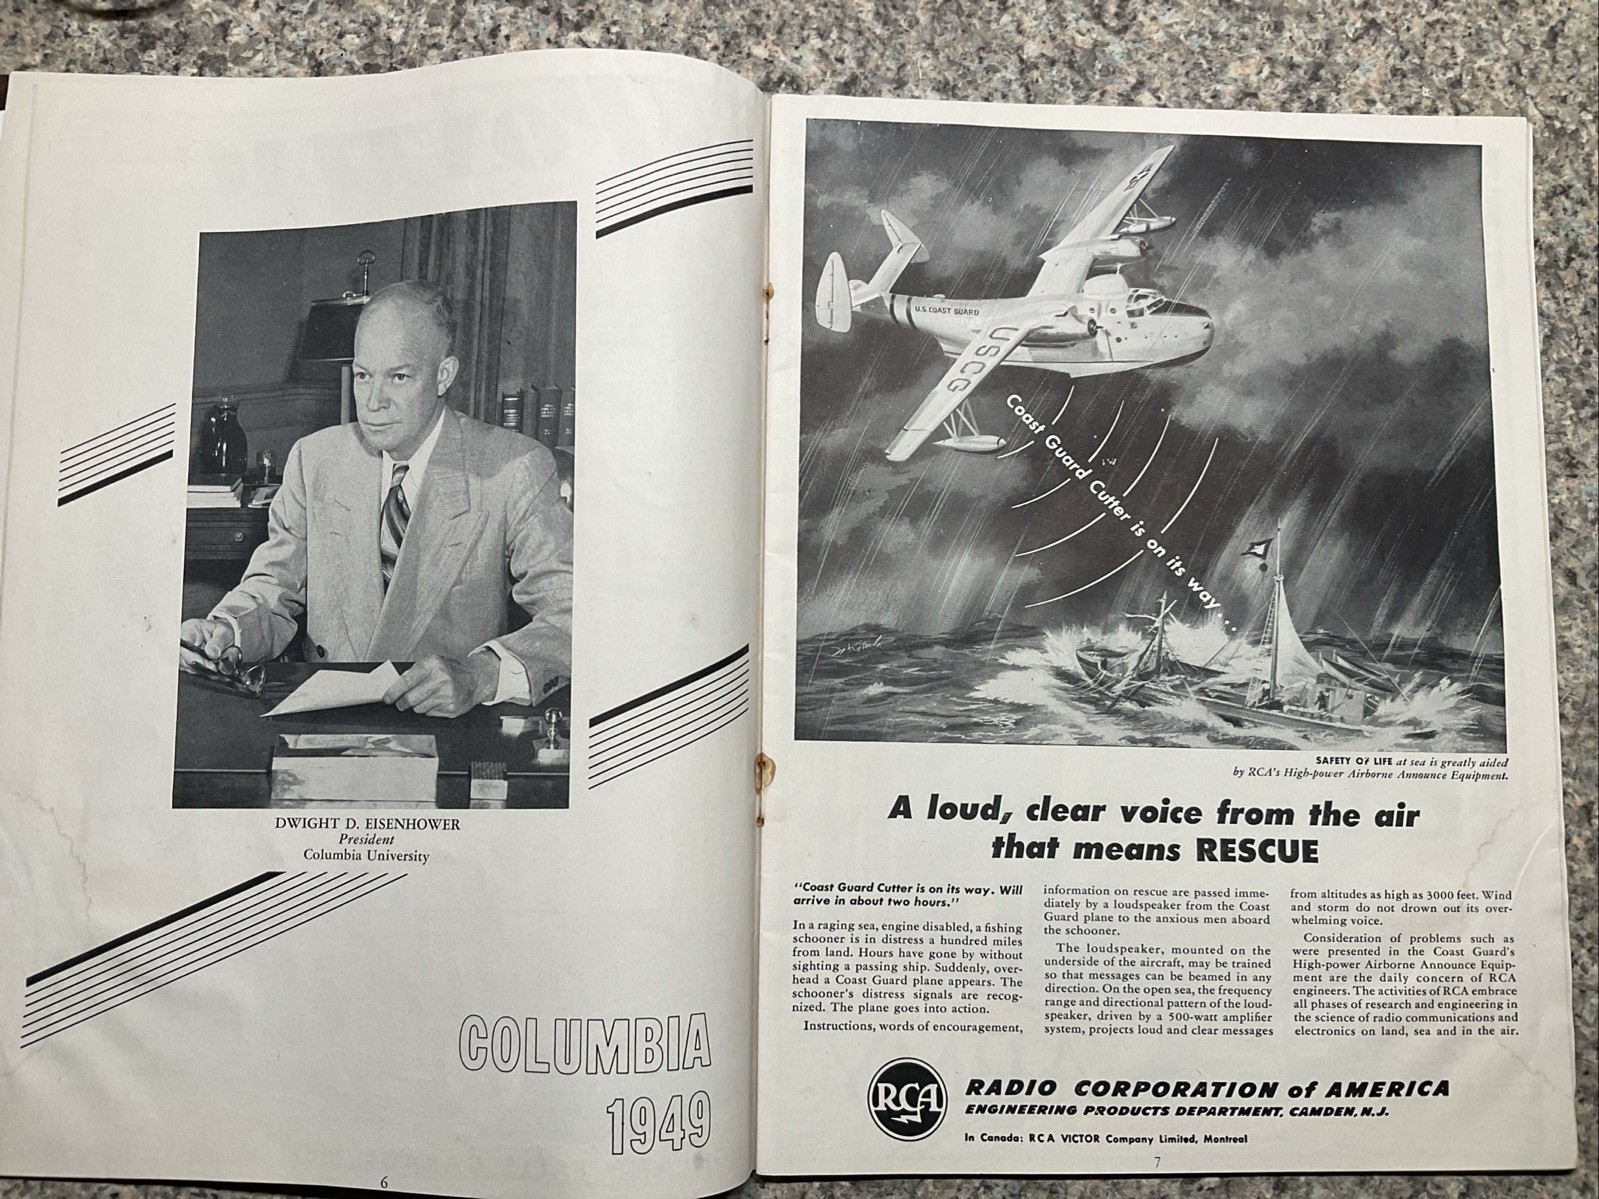 DWIGHT D. EISENHOWER
President
Columbia University
COLUMBIA
1949
6
U.S. COAST GUARD
USCG
Coast Guard Cutter is on its way...
SAFETY OF LIFE at sea is greatly aided
by RCA's High-power Airborne Announce Equipment.
A loud, clear voice from the air
that means RESCUE
"Coast Guard Cutter is on its way. Will
arrive in about two hours."
In a raging sea, engine disabled, a fishing
schooner is in distress a hundred miles
from land. Hours have gone by without
sighting a passing ship. Suddenly, over-
head a Coast Guard plane appears. The
schooner's distress signals are recog-
nized. The plane goes into action.
Instructions, words of encouragement,
information on rescue are passed imme-
diately by a loudspeaker from the Coast
Guard plane to the anxious men aboard
the schooner.
The loudspeaker, mounted on the
underside of the aircraft, may be trained
so that messages can be beamed in any
direction. On the open sea, the frequency
range and directional pattern of the loud-
speaker, driven by a 500-watt amplifier
system, projects loud and clear messages
from altitudes as high as 3000 feet. Wind
and storm do not drown out its over-
whelming voice.
Consideration of problems such as
were presented in the Coast Guard's
High-power Airborne Announce Equip-
ment are the daily concern of RCA
engineers. The activities of RCA embrace
all phases of research and engineering in
the science of radio communications and
electronics on land, sea and in the air.
RCA
RADIO CORPORATION of AMERICA
ENGINEERING PRODUCTS DEPARTMENT, CAMDEN, N.J.
In Canada: RCA VICTOR Company Limited, Montreal
7